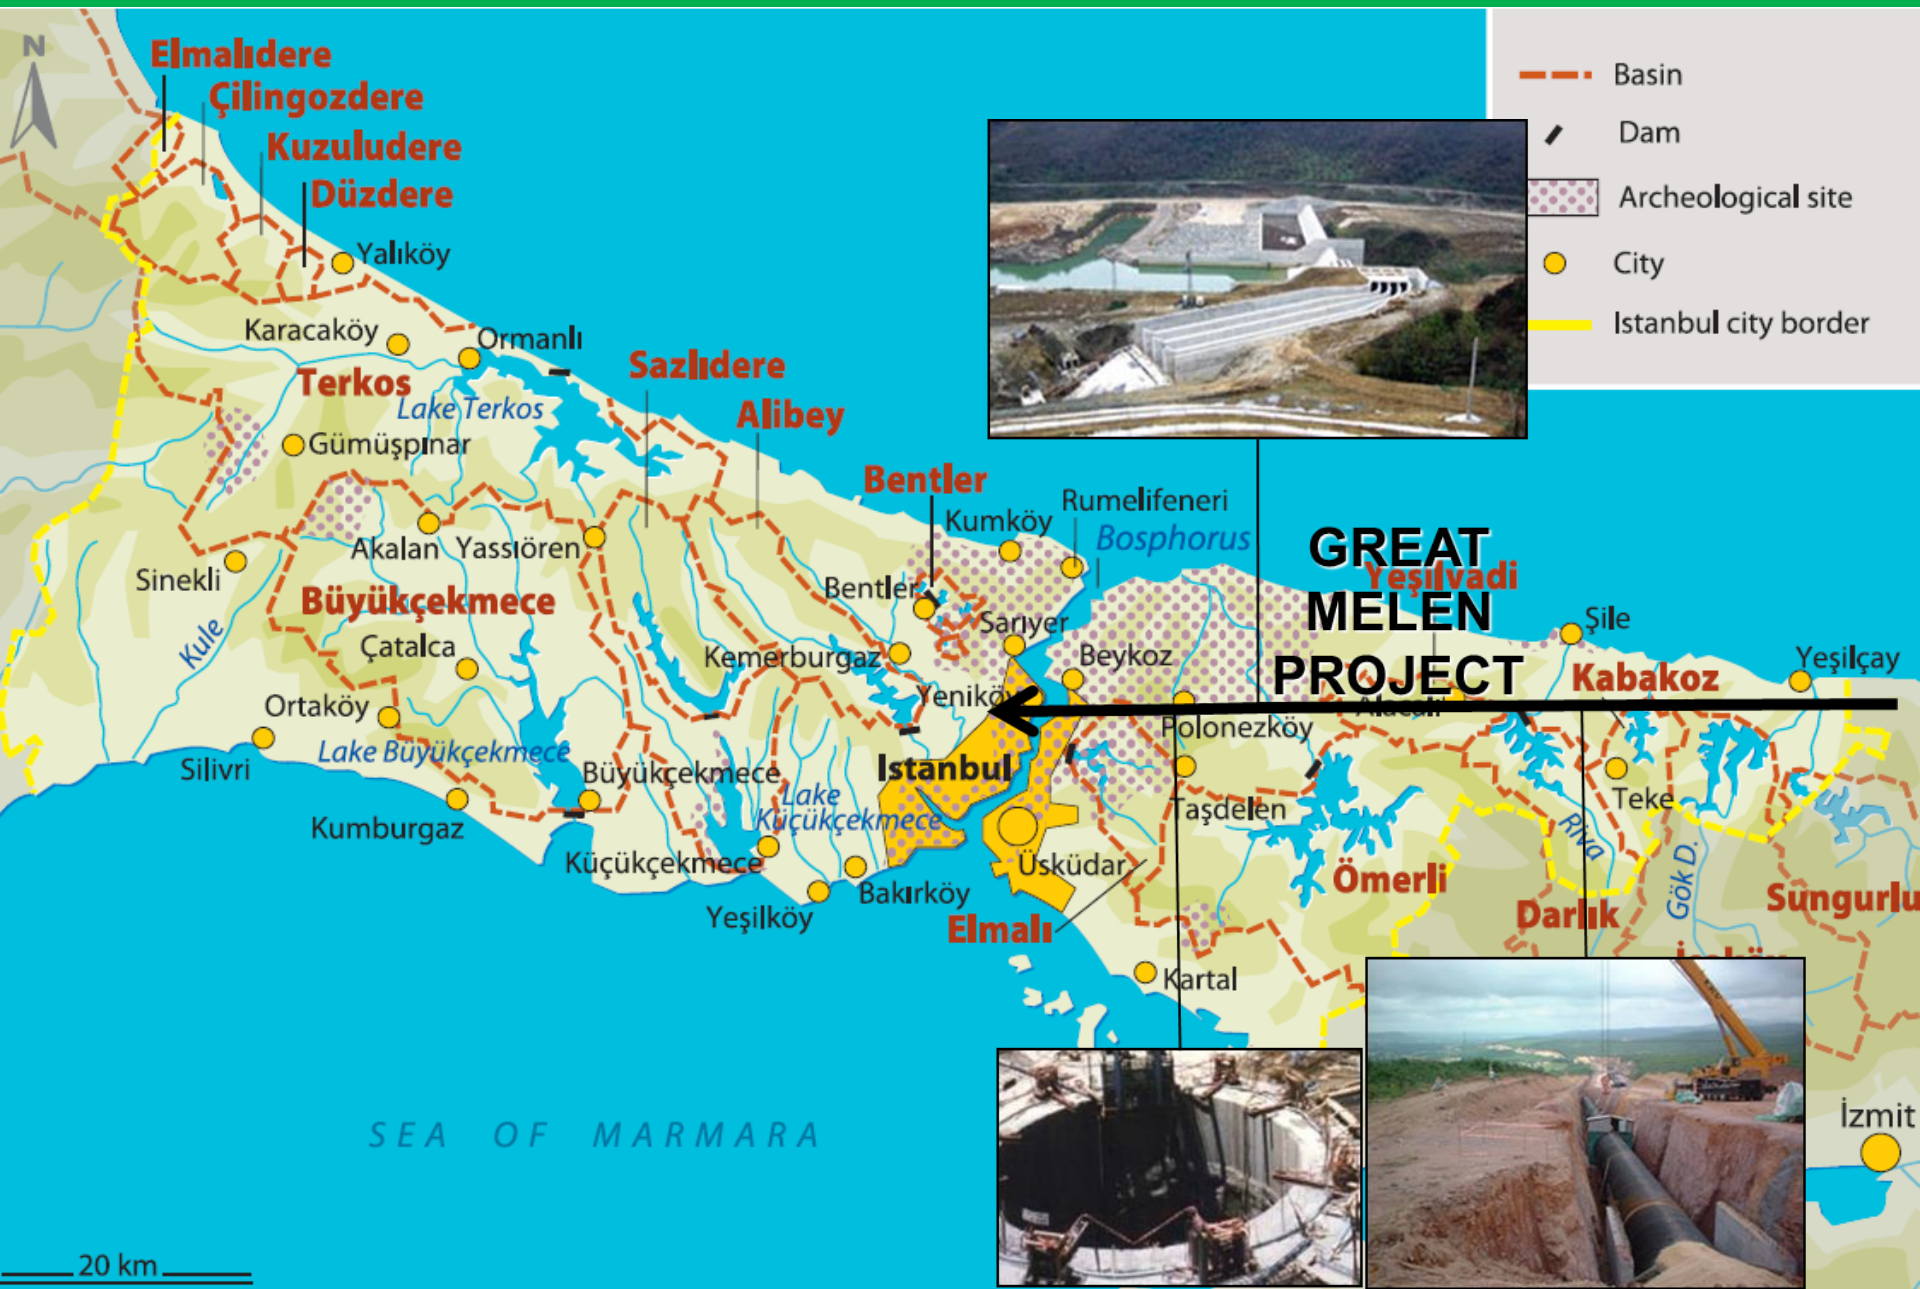 N
Elmalıdere
Çilingozdere
Kuzuludere
Düzdere
Yalıköy
Karacaköy
Ormanlı
Terkos
Lake Terkos
Gümüşpınar
Sazlıdere
Alibey
Bentler
Kumköy
Rumelifeneri
Bosphorus
Akalan
Yassıören
Sinekli
Büyükçekmece
Kule
Çatalca
Bentler
Sarıyer
Kemerburgaz
Beykoz
Yeniköy
Ortaköy
Silivri
Lake Büyükçekmece
Büyükçekmece
Kumburgaz
Lake
Küçükçekmece
Küçükçekmece
Yeşilköy
Bakırköy
Istanbul
Üsküdar
Elmalı
Kartal
Polonezköy
Taşdelen
Ömerli
GREAT
MELEN
PROJECT
Yeşilvadi
Alacalı
Şile
Kabakoz
Yeşilçay
Teke
Riva
Gök D.
Darlık
Sungurlu
İzmit
SEA OF MARMARA
20 km
Basin
Dam
Archeological site
City
Istanbul city border